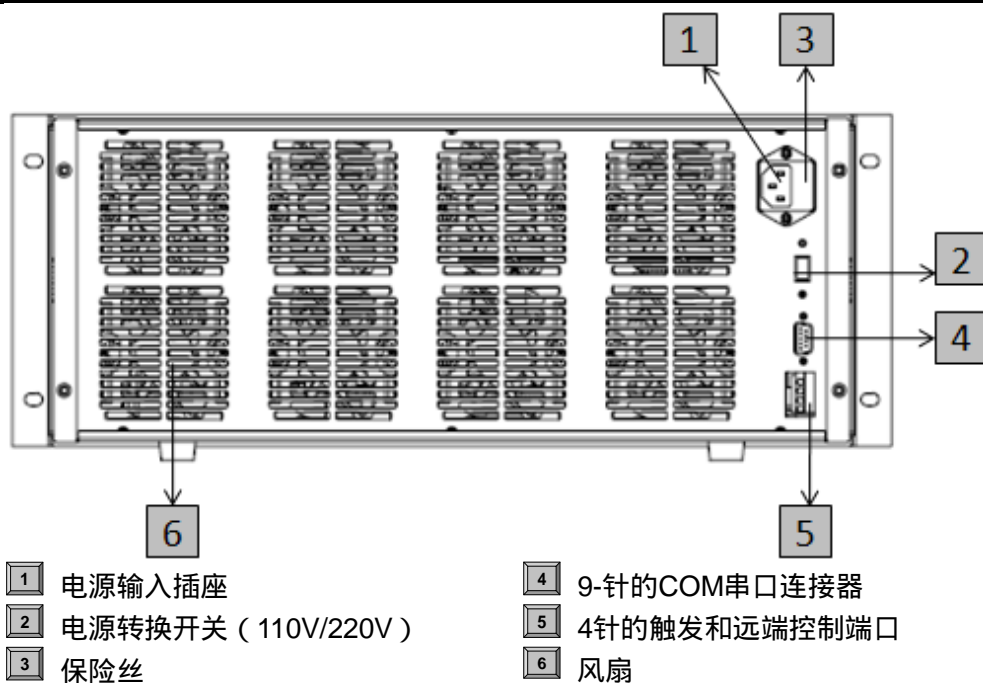 1 3
2
4
6 5
1 电源输入插座
2 电源转换开关（110V/220V）
3 保险丝
4 9-针的COM串口连接器
5 4针的触发和远端控制端口
6 风扇